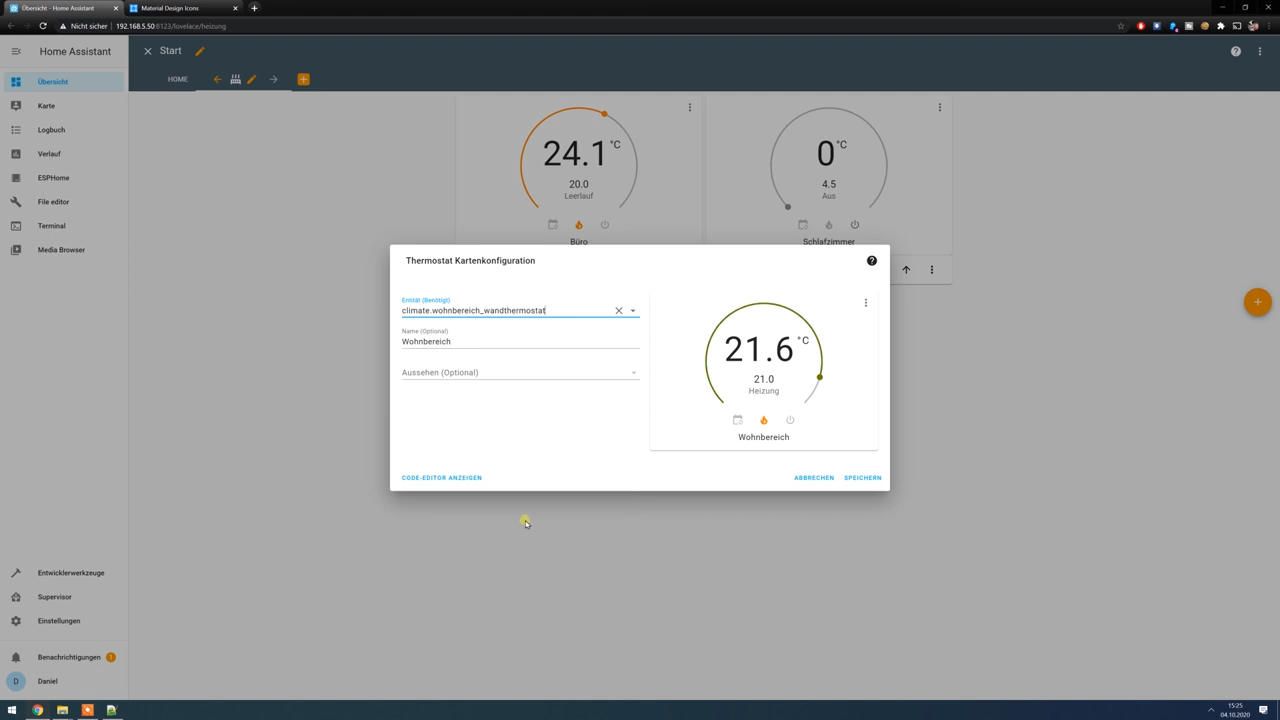 Übersicht - Home Assistant
Material Design Icons
Nicht sicher
192.168.5.50:8123/lovelace/heizung
Home Assistant
Start
HOME
Übersicht
Karte
Logbuch
Verlauf
ESPHome
File editor
Terminal
Media Browser
24.1 °C
20.0
Leerlauf
Büro
0 °C
4.5
Aus
Schlafzimmer
Thermostat Kartenkonfiguration
Entität (Benötigt)
climate.wohnbereich_wandthermostat
Name (Optional)
Wohnbereich
Aussehen (Optional)
21.6 °C
21.0
Heizung
Wohnbereich
CODE-EDITOR ANZEIGEN
ABBRECHEN
SPEICHERN
Entwicklerwerkzeuge
Supervisor
Einstellungen
Benachrichtigungen 1
D Daniel
15:25
04.10.2020